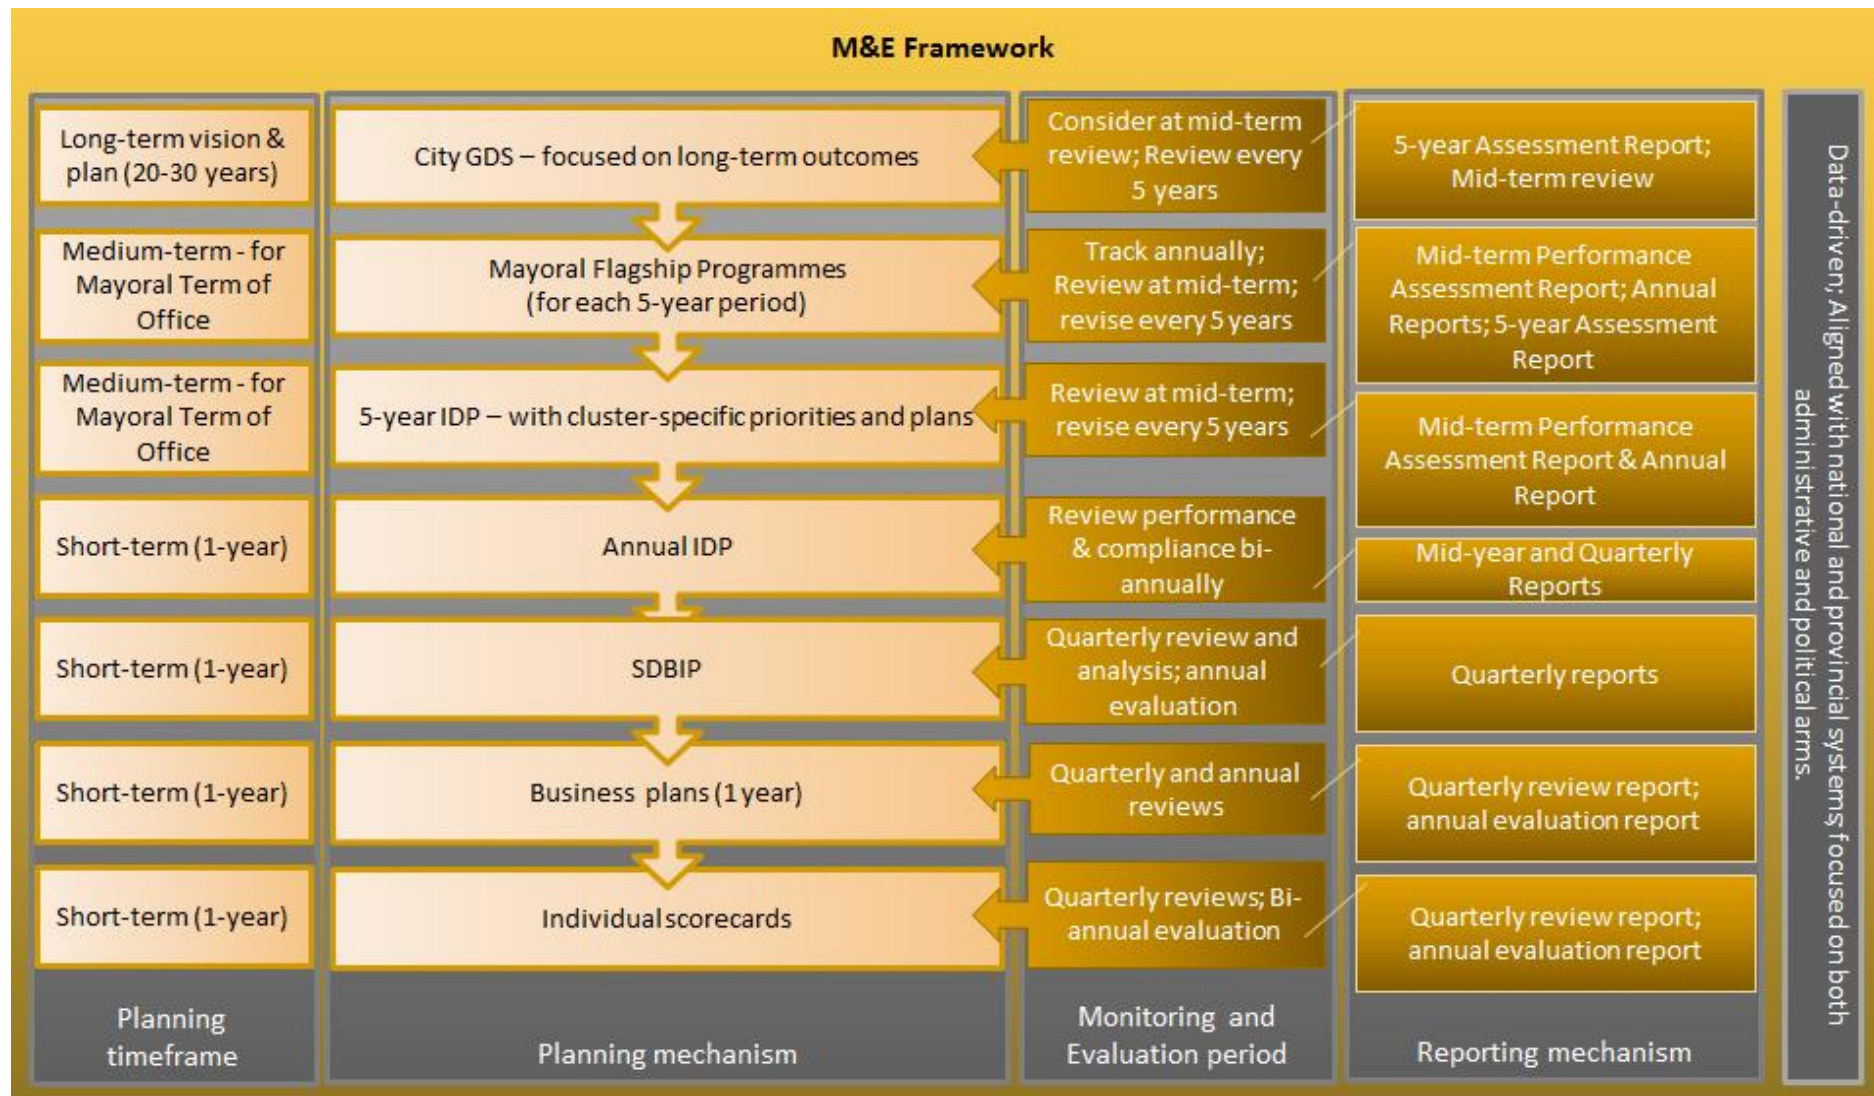 M&E Framework
Long-term vision &
plan (20-30 years)
City GDS – focused on long-term outcomes
Consider at mid-term
review; Review every
5 years
5-year Assessment Report;
Mid-term review
Medium-term - for
Mayoral Term of
Office
Mayoral Flagship Programmes
(for each 5-year period)
Track annually;
Review at mid-term;
revise every 5 years
Mid-term Performance
Assessment Report; Annual
Reports; 5-year Assessment
Report
Medium-term - for
Mayoral Term of
Office
5-year IDP – with cluster-specific priorities and plans
Review at mid-term;
revise every 5 years
Mid-term Performance
Assessment Report & Annual
Report
Short-term (1-year)
Annual IDP
Review performance
& compliance bi-
annually
Mid-year and Quarterly
Reports
Short-term (1-year)
SDBIP
Quarterly review and
analysis; annual
evaluation
Quarterly reports
Short-term (1-year)
Business plans (1 year)
Quarterly and annual
reviews
Quarterly review report;
annual evaluation report
Short-term (1-year)
Individual scorecards
Quarterly reviews; Bi-
annual evaluation
Quarterly review report;
annual evaluation report
Planning
timeframe
Planning mechanism
Monitoring and
Evaluation period
Reporting mechanism
Data-driven; Aligned with national and provincial systems; focused on both
administrative and political arms.